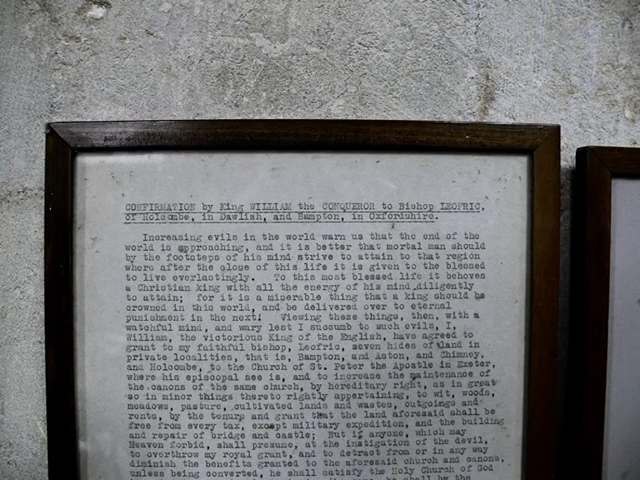 CONFIRMATION by King WILLIAM the CONQUEROR to Bishop LEOFRIC,
of Holcombe, in Dawlish, and Bampton, in Oxfordshire.
Increasing evils in the world warn us that the end of the
world is approaching, and it is better that mortal man should
by the footsteps of his mind strive to attain to that region
where after the close of this life it is given to the blessed
to live everlastingly. To this most blessed life it behoves
a Christian king with all the energy of his mind diligently
to attain; for it is a miserable thing that a king should be
crowned in this world, and be delivered over to eternal
punishment in the next: Viewing these things, then, with a
watchful mind, and wary lest I succumb to such evils, I,
William, the victorious King of the English, have agreed to
grant to my faithful bishop, Leofric, seven hides of land in
private localities, that is, Bampton, and Aston, and Chimney,
and Holcombe, to the Church of St. Peter the Apostle in Exeter,
where his episcopal see is, and to increase the maintenance of
the canons of the same church, by hereditary right, as in great
so in minor things thereto rightly appertaining, to wit, woods,
meadows, pasture, cultivated lands and wastes, outgoings and
rents, by the tenure and grant that the land aforesaid shall be
free from every tax, except military expedition, and the building
and repair of bridge and castle; But if anyone, which may
Heaven forbid, shall presume, at the instigation of the devil,
to overthrow my royal grant, and to detract from or in any way
diminish the benefits granted to the aforesaid church and canons,
unless being converted, he shall satisfy the Holy Church of God